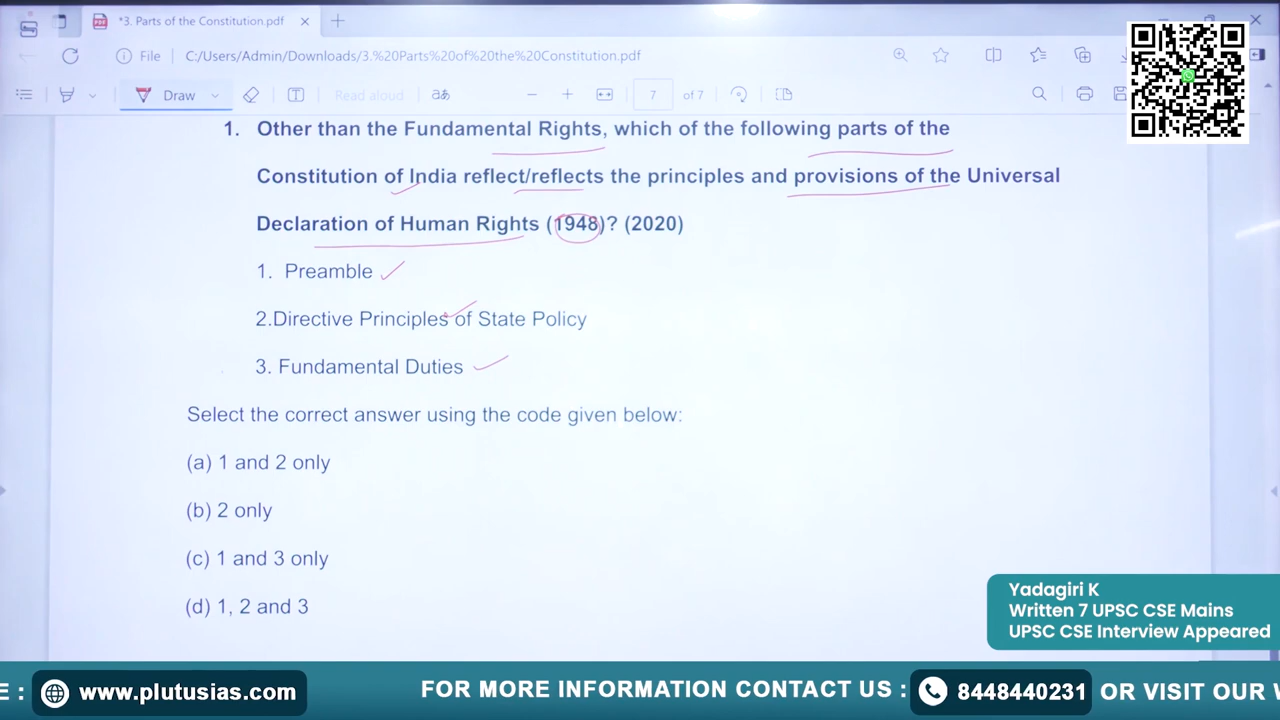 *3. Parts of the Constitution.pdf
File C:/Users/Admin/Downloads/3.%20Parts%20of%20the%20Constitution.pdf
Draw Read aloud aあ 7 of 7
1. Other than the Fundamental Rights, which of the following parts of the
Constitution of India reflect/reflects the principles and provisions of the Universal
Declaration of Human Rights (1948)? (2020)
1. Preamble
2.Directive Principles of State Policy
3. Fundamental Duties
Select the correct answer using the code given below:
(a) 1 and 2 only
(b) 2 only
(c) 1 and 3 only
(d) 1, 2 and 3
Yadagiri K
Written 7 UPSC CSE Mains
UPSC CSE Interview Appeared
E : www.plutusias.com FOR MORE INFORMATION CONTACT US : 8448440231 OR VISIT OUR W